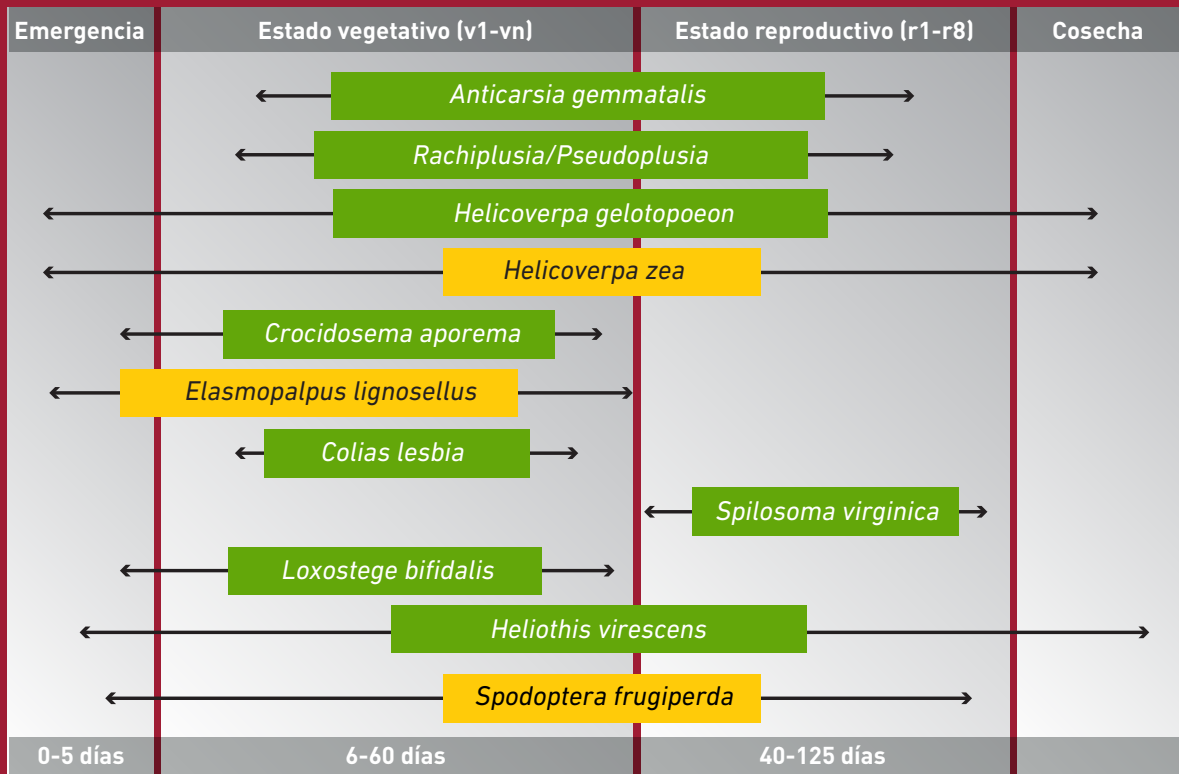 Emergencia
Estado vegetativo (v1-vn)
Estado reproductivo (r1-r8)
Cosecha
Anticarsia gemmatalis
Rachiplusia/Pseudoplusia
Helicoverpa gelotopoeon
Helicoverpa zea
Crocidosema aporema
Elasmopalpus lignosellus
Colias lesbia
Spilosoma virginica
Loxostege bifidalis
Heliothis virescens
Spodoptera frugiperda
0-5 días
6-60 días
40-125 días